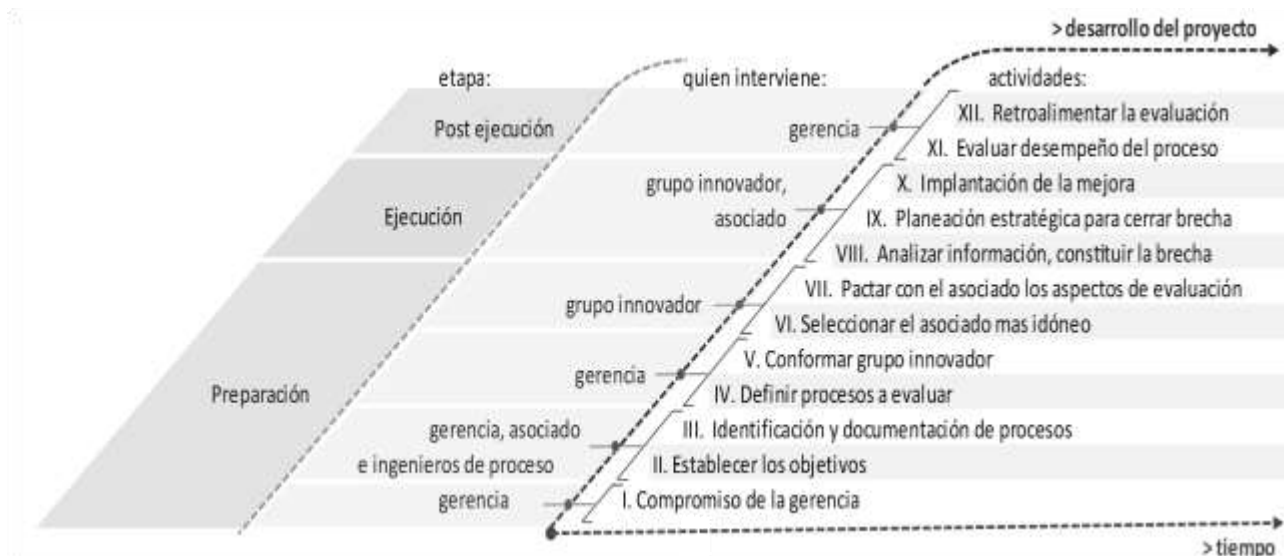 > desarrollo del proyecto
etapa:
quien interviene:
actividades:
Post ejecución
gerencia
XII. Retroalimentar la evaluación
XI. Evaluar desempeño del proceso
Ejecución
grupo innovador,
asociado
X. Implantación de la mejora
IX. Planeación estratégica para cerrar brecha
VIII. Analizar información, constituir la brecha
Preparación
grupo innovador
VII. Pactar con el asociado los aspectos de evaluación
VI. Seleccionar el asociado mas idóneo
gerencia
V. Conformar grupo innovador
IV. Definir procesos a evaluar
gerencia, asociado
e ingenieros de proceso
III. Identificación y documentación de procesos
II. Establecer los objetivos
gerencia
I. Compromiso de la gerencia
> tiempo